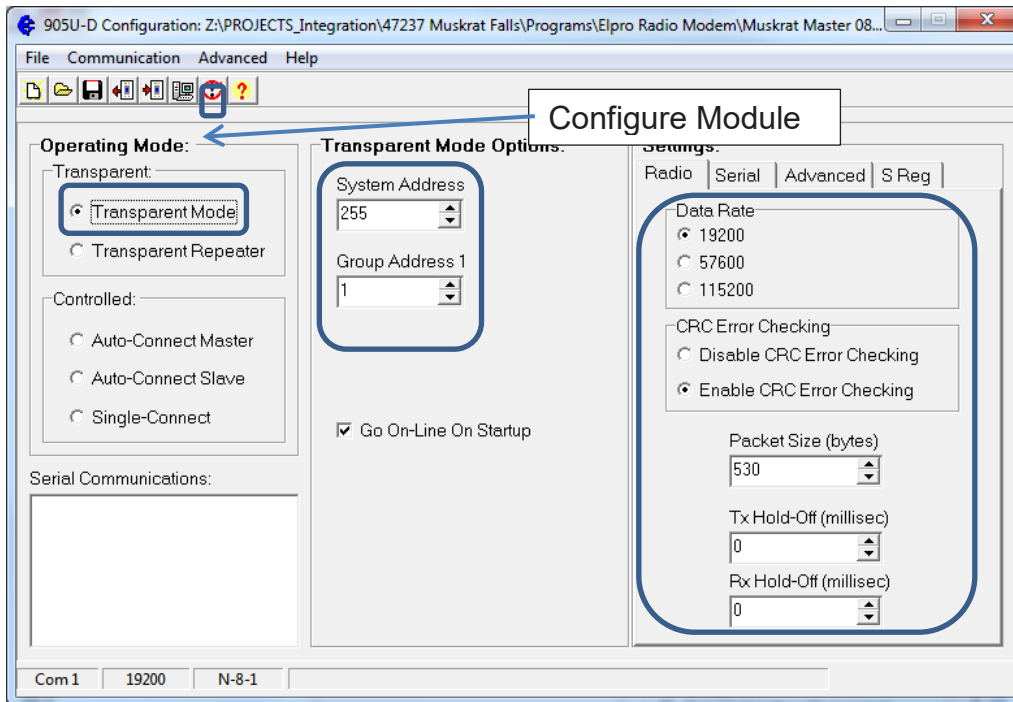 905U-D Configuration: Z:\PROJECTS_Integration\47237 Muskrat Falls\Programs\Elpro Radio Modem\Muskrat Master 08...
File Communication Advanced Help
Configure Module
Operating Mode:
Transparent:
Transparent Mode
Transparent Repeater
Controlled:
Auto-Connect Master
Auto-Connect Slave
Single-Connect
Serial Communications:
Transparent Mode Options:
System Address
255
Group Address 1
1
Go On-Line On Startup
Settings:
Radio Serial Advanced S Reg
Data Rate
19200
57600
115200
CRC Error Checking
Disable CRC Error Checking
Enable CRC Error Checking
Packet Size (bytes)
530
Tx Hold-Off (millisec)
0
Rx Hold-Off (millisec)
0
Com 1 19200 N-8-1